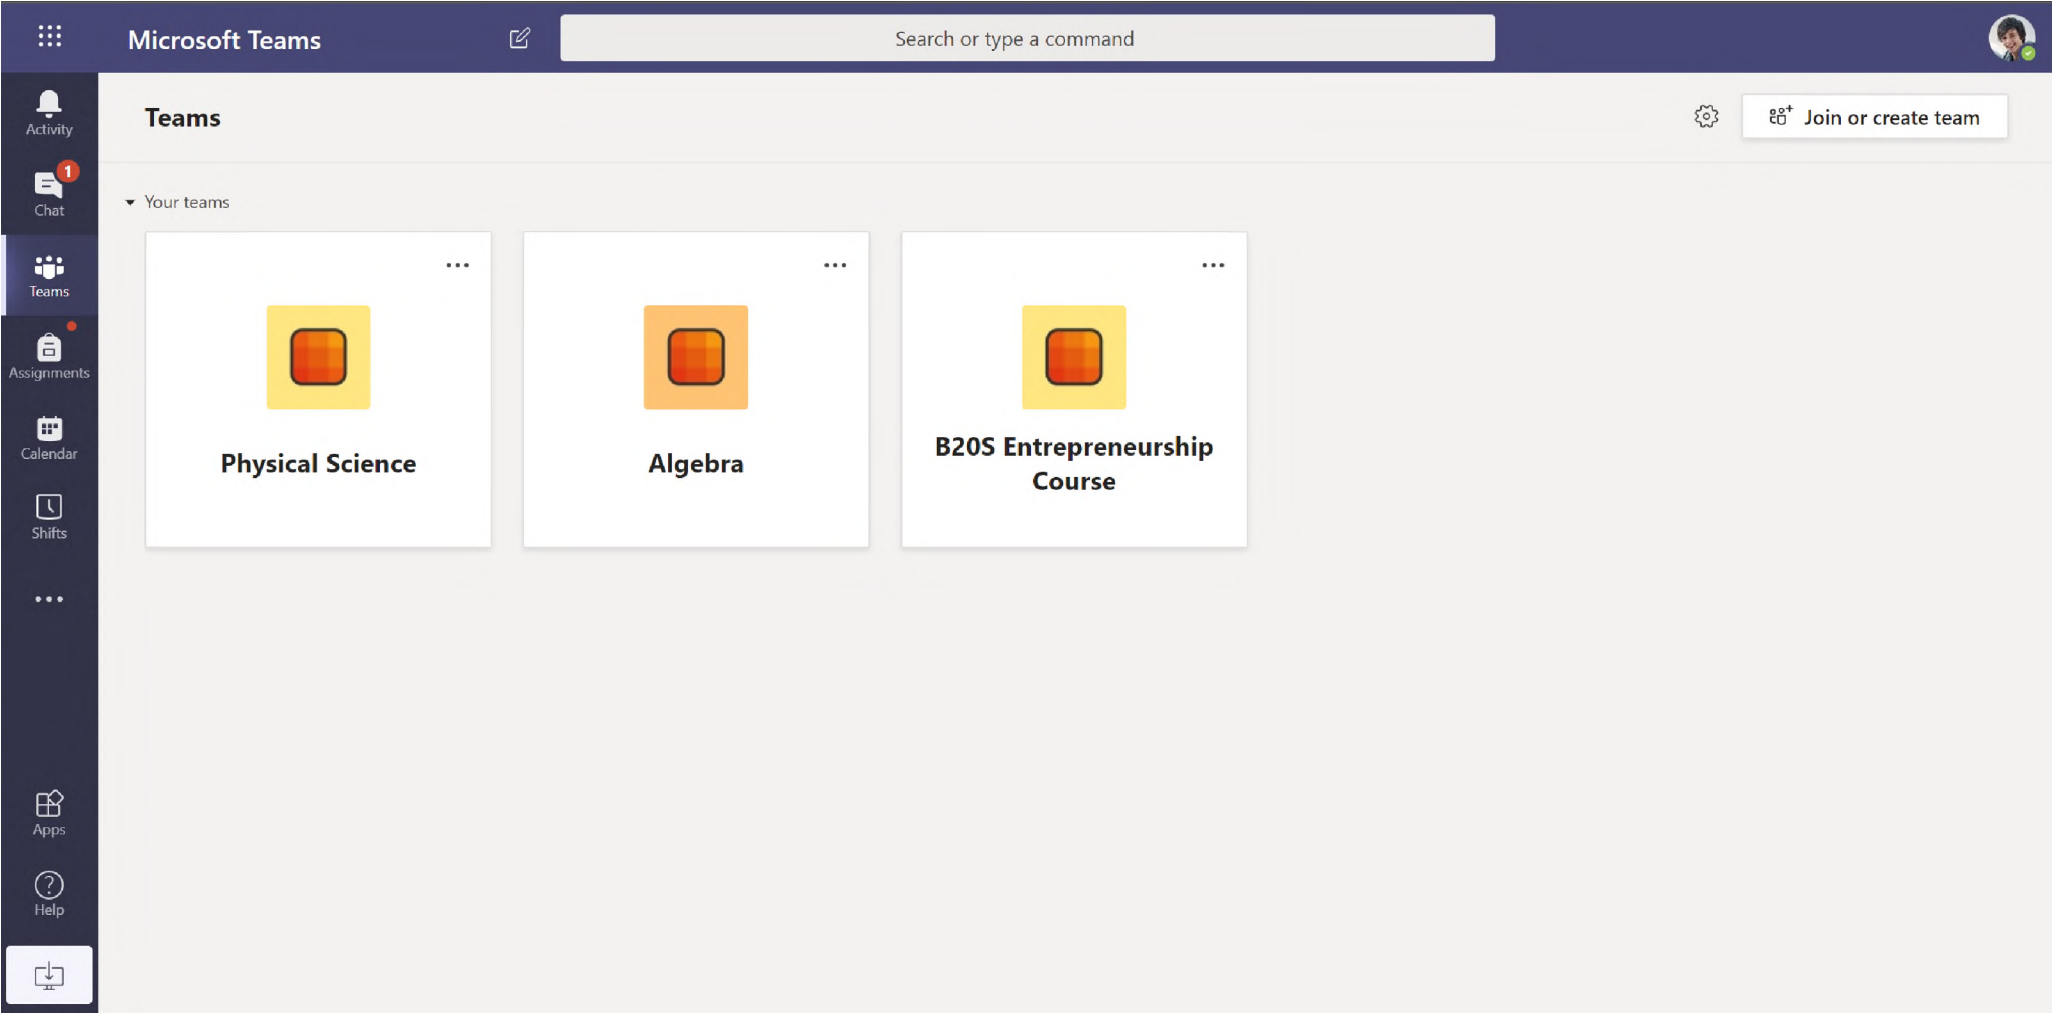 Microsoft Teams
Search or type a command
Activity
1
Chat
Teams
Assignments
Calendar
Shifts
Apps
Help
Teams
Join or create team
Your teams
Physical Science
Algebra
B20S Entrepreneurship
Course